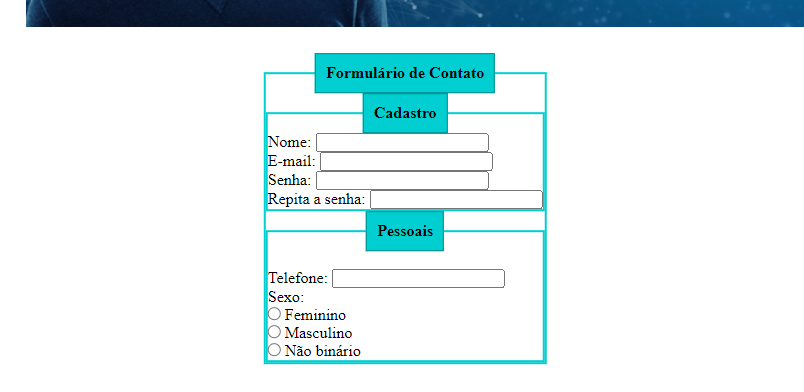 Formulário de Contato
Cadastro
Nome:
E-mail:
Senha:
Repita a senha:
Pessoais
Telefone:
Sexo:
Feminino
Masculino
Não binário